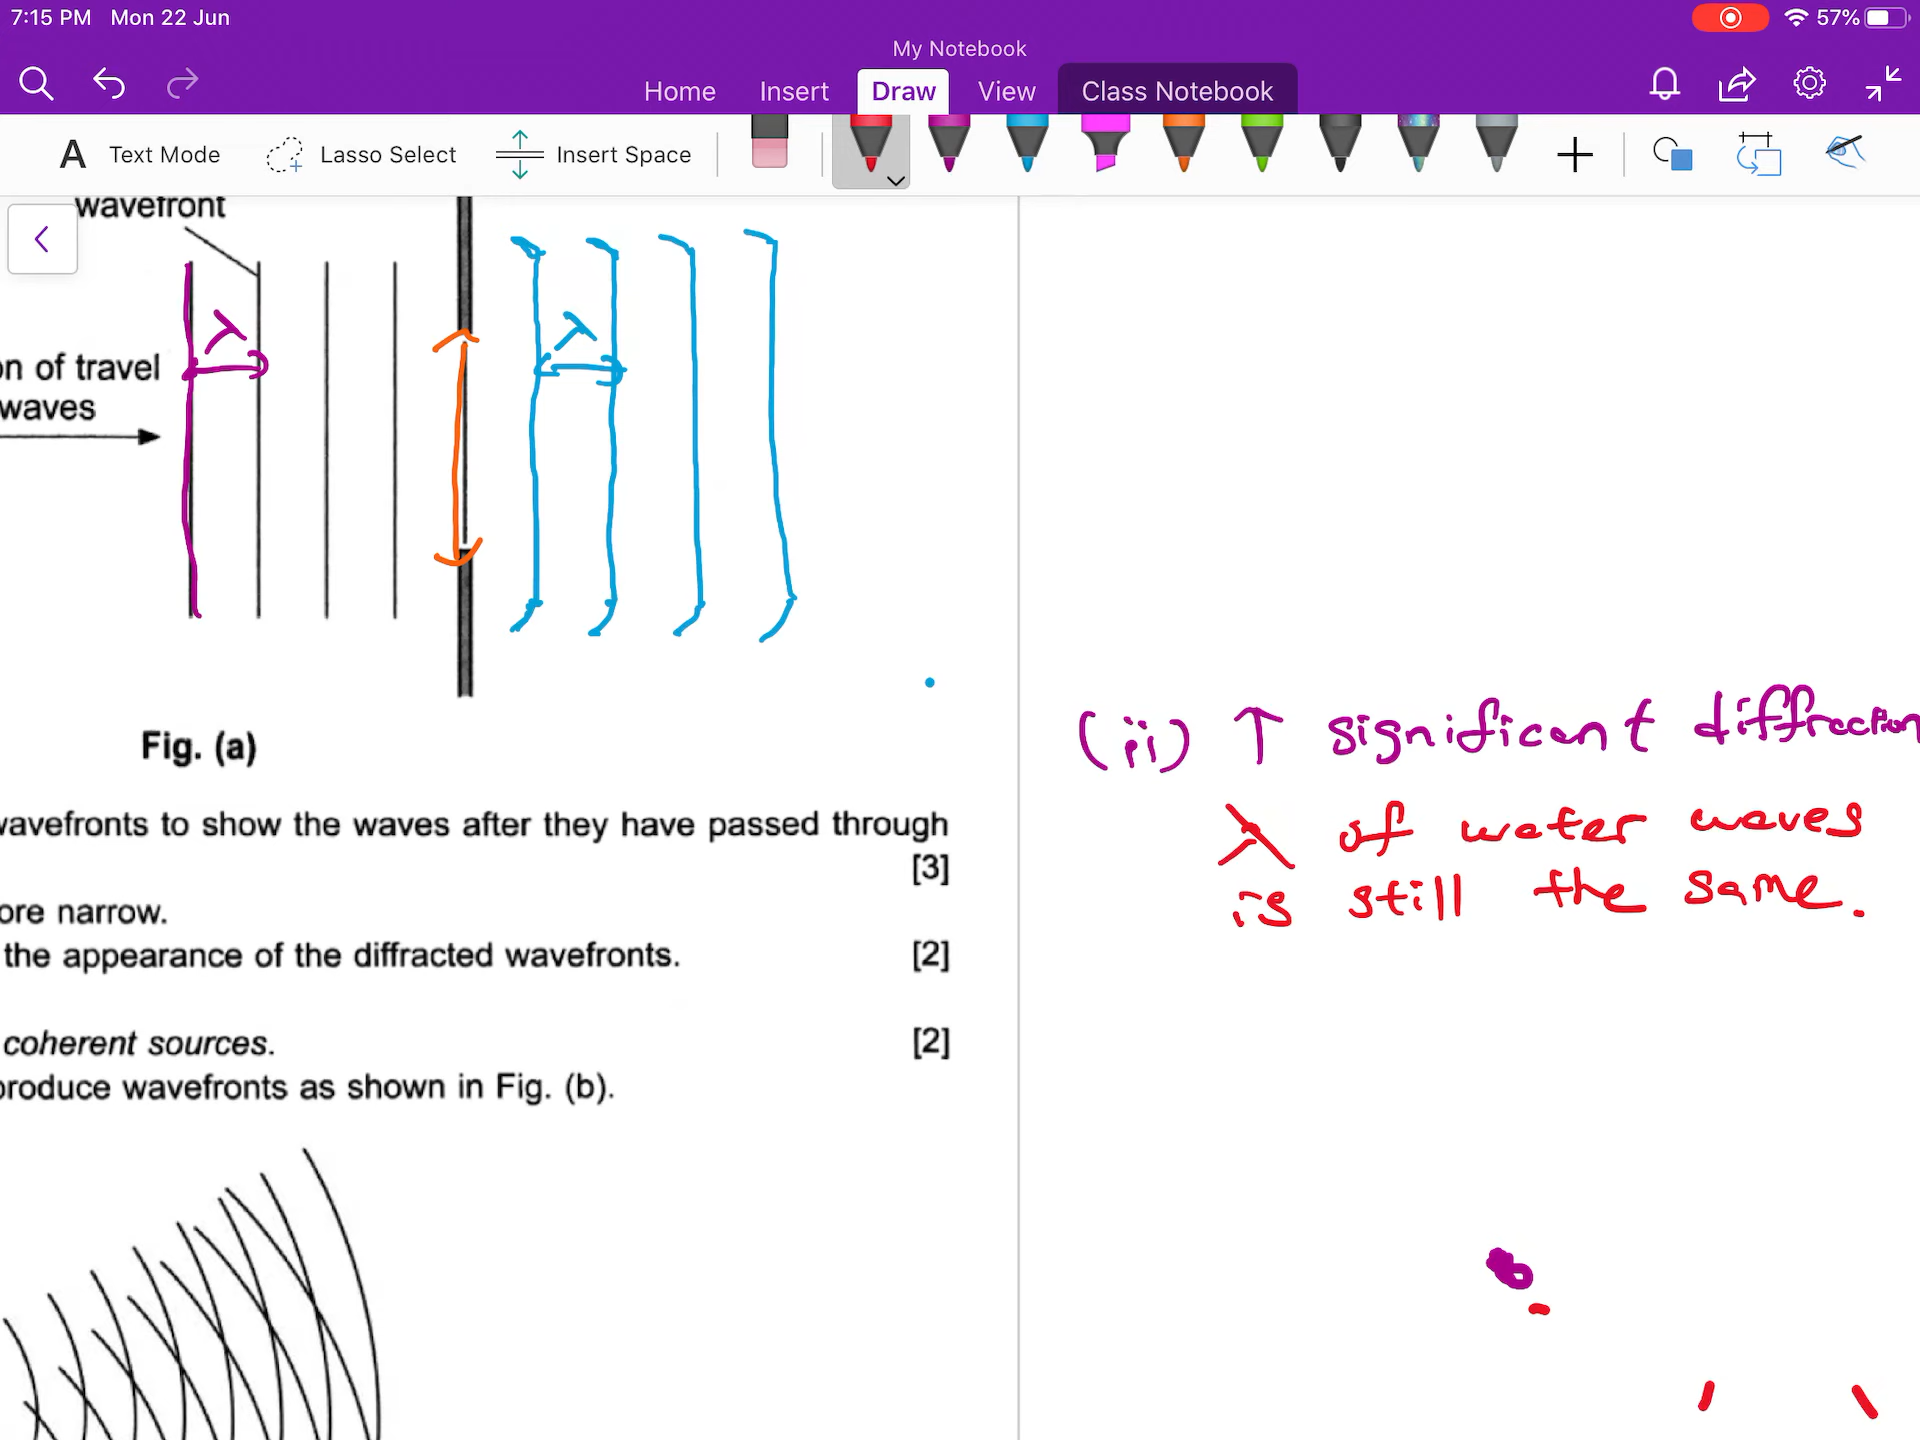 7:15 PM Mon 22 Jun
57%
My Notebook
Home Insert Draw View Class Notebook
A Text Mode Lasso Select Insert Space
wavefront
λ
λ
on of travel
waves
Fig. (a)
(ii) ↑ significant diffraction
λ of water waves
is still the same.
wavefronts to show the waves after they have passed through
[3]
ore narrow.
the appearance of the diffracted wavefronts. [2]
coherent sources. [2]
produce wavefronts as shown in Fig. (b).